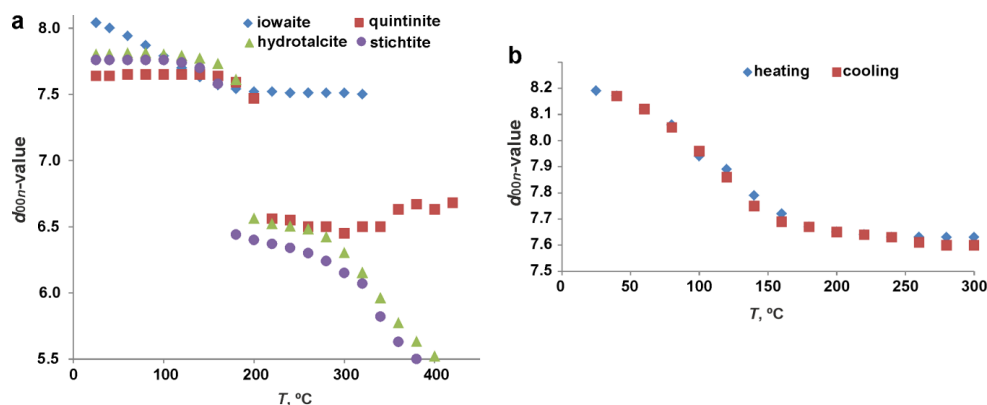 a
iowaite
quintinite
hydrotalcite
stichtite
8.0
7.5
7.0
6.5
6.0
5.5
d00n-value
0
100
200
300
400
T, ºC
b
heating
cooling
8.2
8.1
8.0
7.9
7.8
7.7
7.6
7.5
d00n-value
0
50
100
150
200
250
300
T, ºC